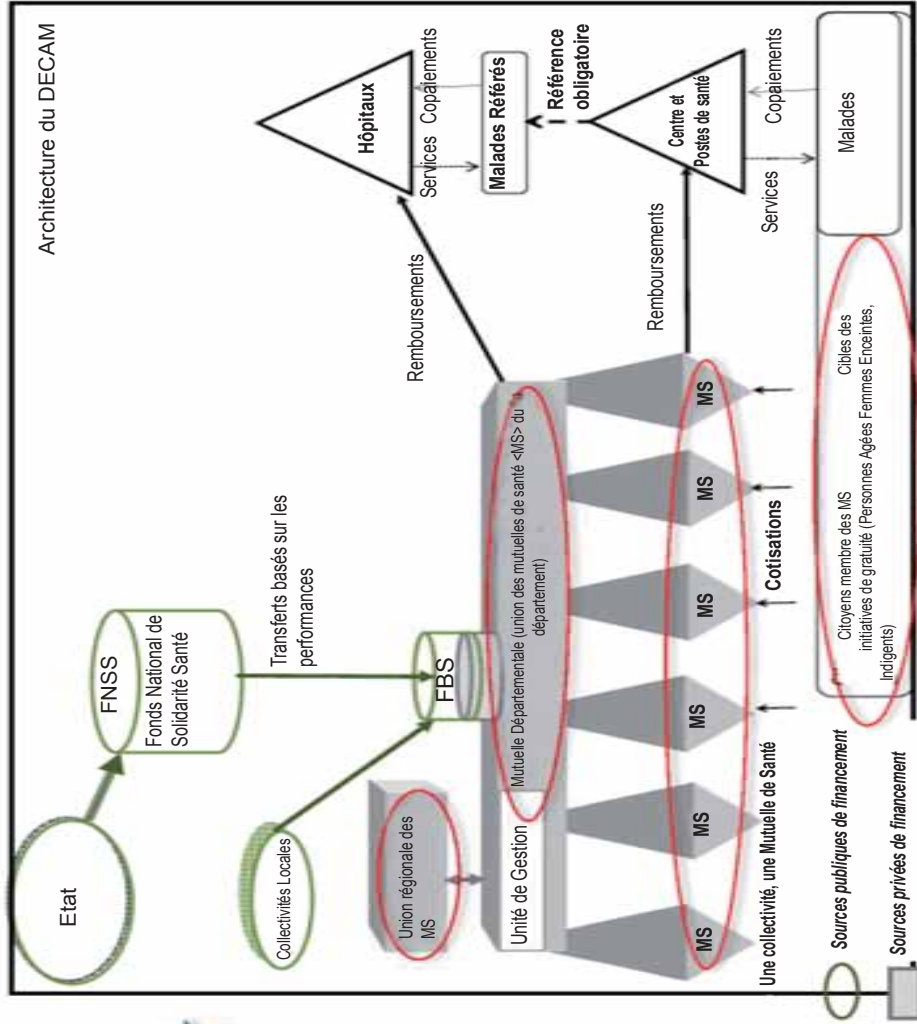 Architecture du DECAM
Etat
FNSS
Fonds National de
Solidarité Santé
Transferts basés sur les
performances
Collectivités Locales
FBS
Union régionale des
MS
Unité de Gestion
Mutuelle Départementale (union des mutuelles de santé <MS> du
département)
Remboursements
Hôpitaux
Services
Copaiements
Malades Référés
Référence
obligatoire
Centre et
Postes de santé
Remboursements
Services
Copaiements
Malades
MS
MS
MS
MS
MS
MS
Cotisations
Une collectivité, une Mutuelle de Santé
Citoyens membre des MS
Cibles des
initiatives de gratuité (Personnes Agées Femmes Enceintes,
Indigents)
Sources publiques de financement
Sources privées de financement